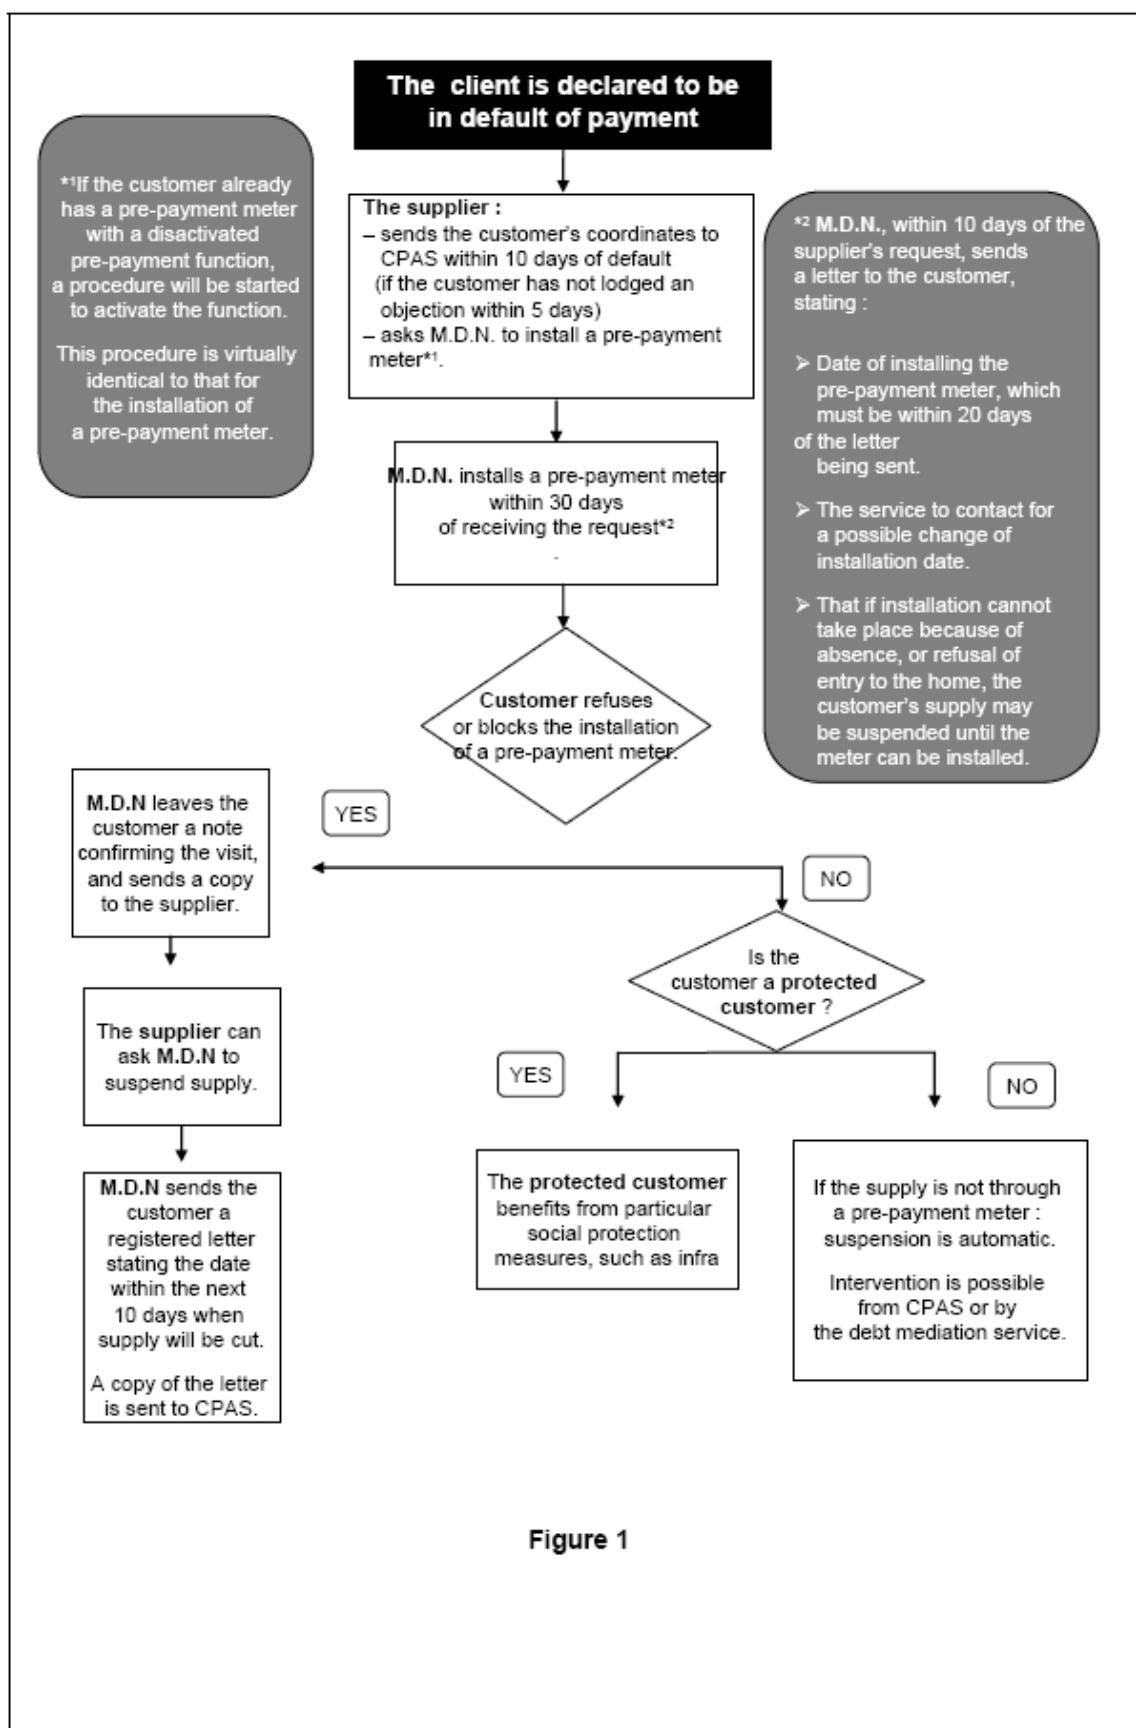 The client is declared to be
in default of payment
*1If the customer already
has a pre-payment meter
with a disactivated
pre-payment function,
a procedure will be started
to activate the function.
This procedure is virtually
identical to that for
the installation of
a pre-payment meter.
The supplier :
– sends the customer's coordinates to
CPAS within 10 days of default
(if the customer has not lodged an
objection within 5 days)
– asks M.D.N. to install a pre-payment
meter*1.
*2 M.D.N., within 10 days of the
supplier's request, sends
a letter to the customer,
stating :
➢ Date of installing the
pre-payment meter, which
must be within 20 days
of the letter
being sent.
➢ The service to contact for
a possible change of
installation date.
➢ That if installation cannot
take place because of
absence, or refusal of
entry to the home, the
customer's supply may
be suspended until the
meter can be installed.
M.D.N. installs a pre-payment meter
within 30 days
of receiving the request*2
.
Customer refuses
or blocks the installation
of a pre-payment meter.
YES
NO
M.D.N leaves the
customer a note
confirming the visit,
and sends a copy
to the supplier.
The supplier can
ask M.D.N to
suspend supply.
M.D.N sends the
customer a
registered letter
stating the date
within the next
10 days when
supply will be cut.
A copy of the letter
is sent to CPAS.
Is the
customer a protected
customer ?
YES
NO
The protected customer
benefits from particular
social protection
measures, such as infra
If the supply is not through
a pre-payment meter :
suspension is automatic.
Intervention is possible
from CPAS or by
the debt mediation service.
Figure 1